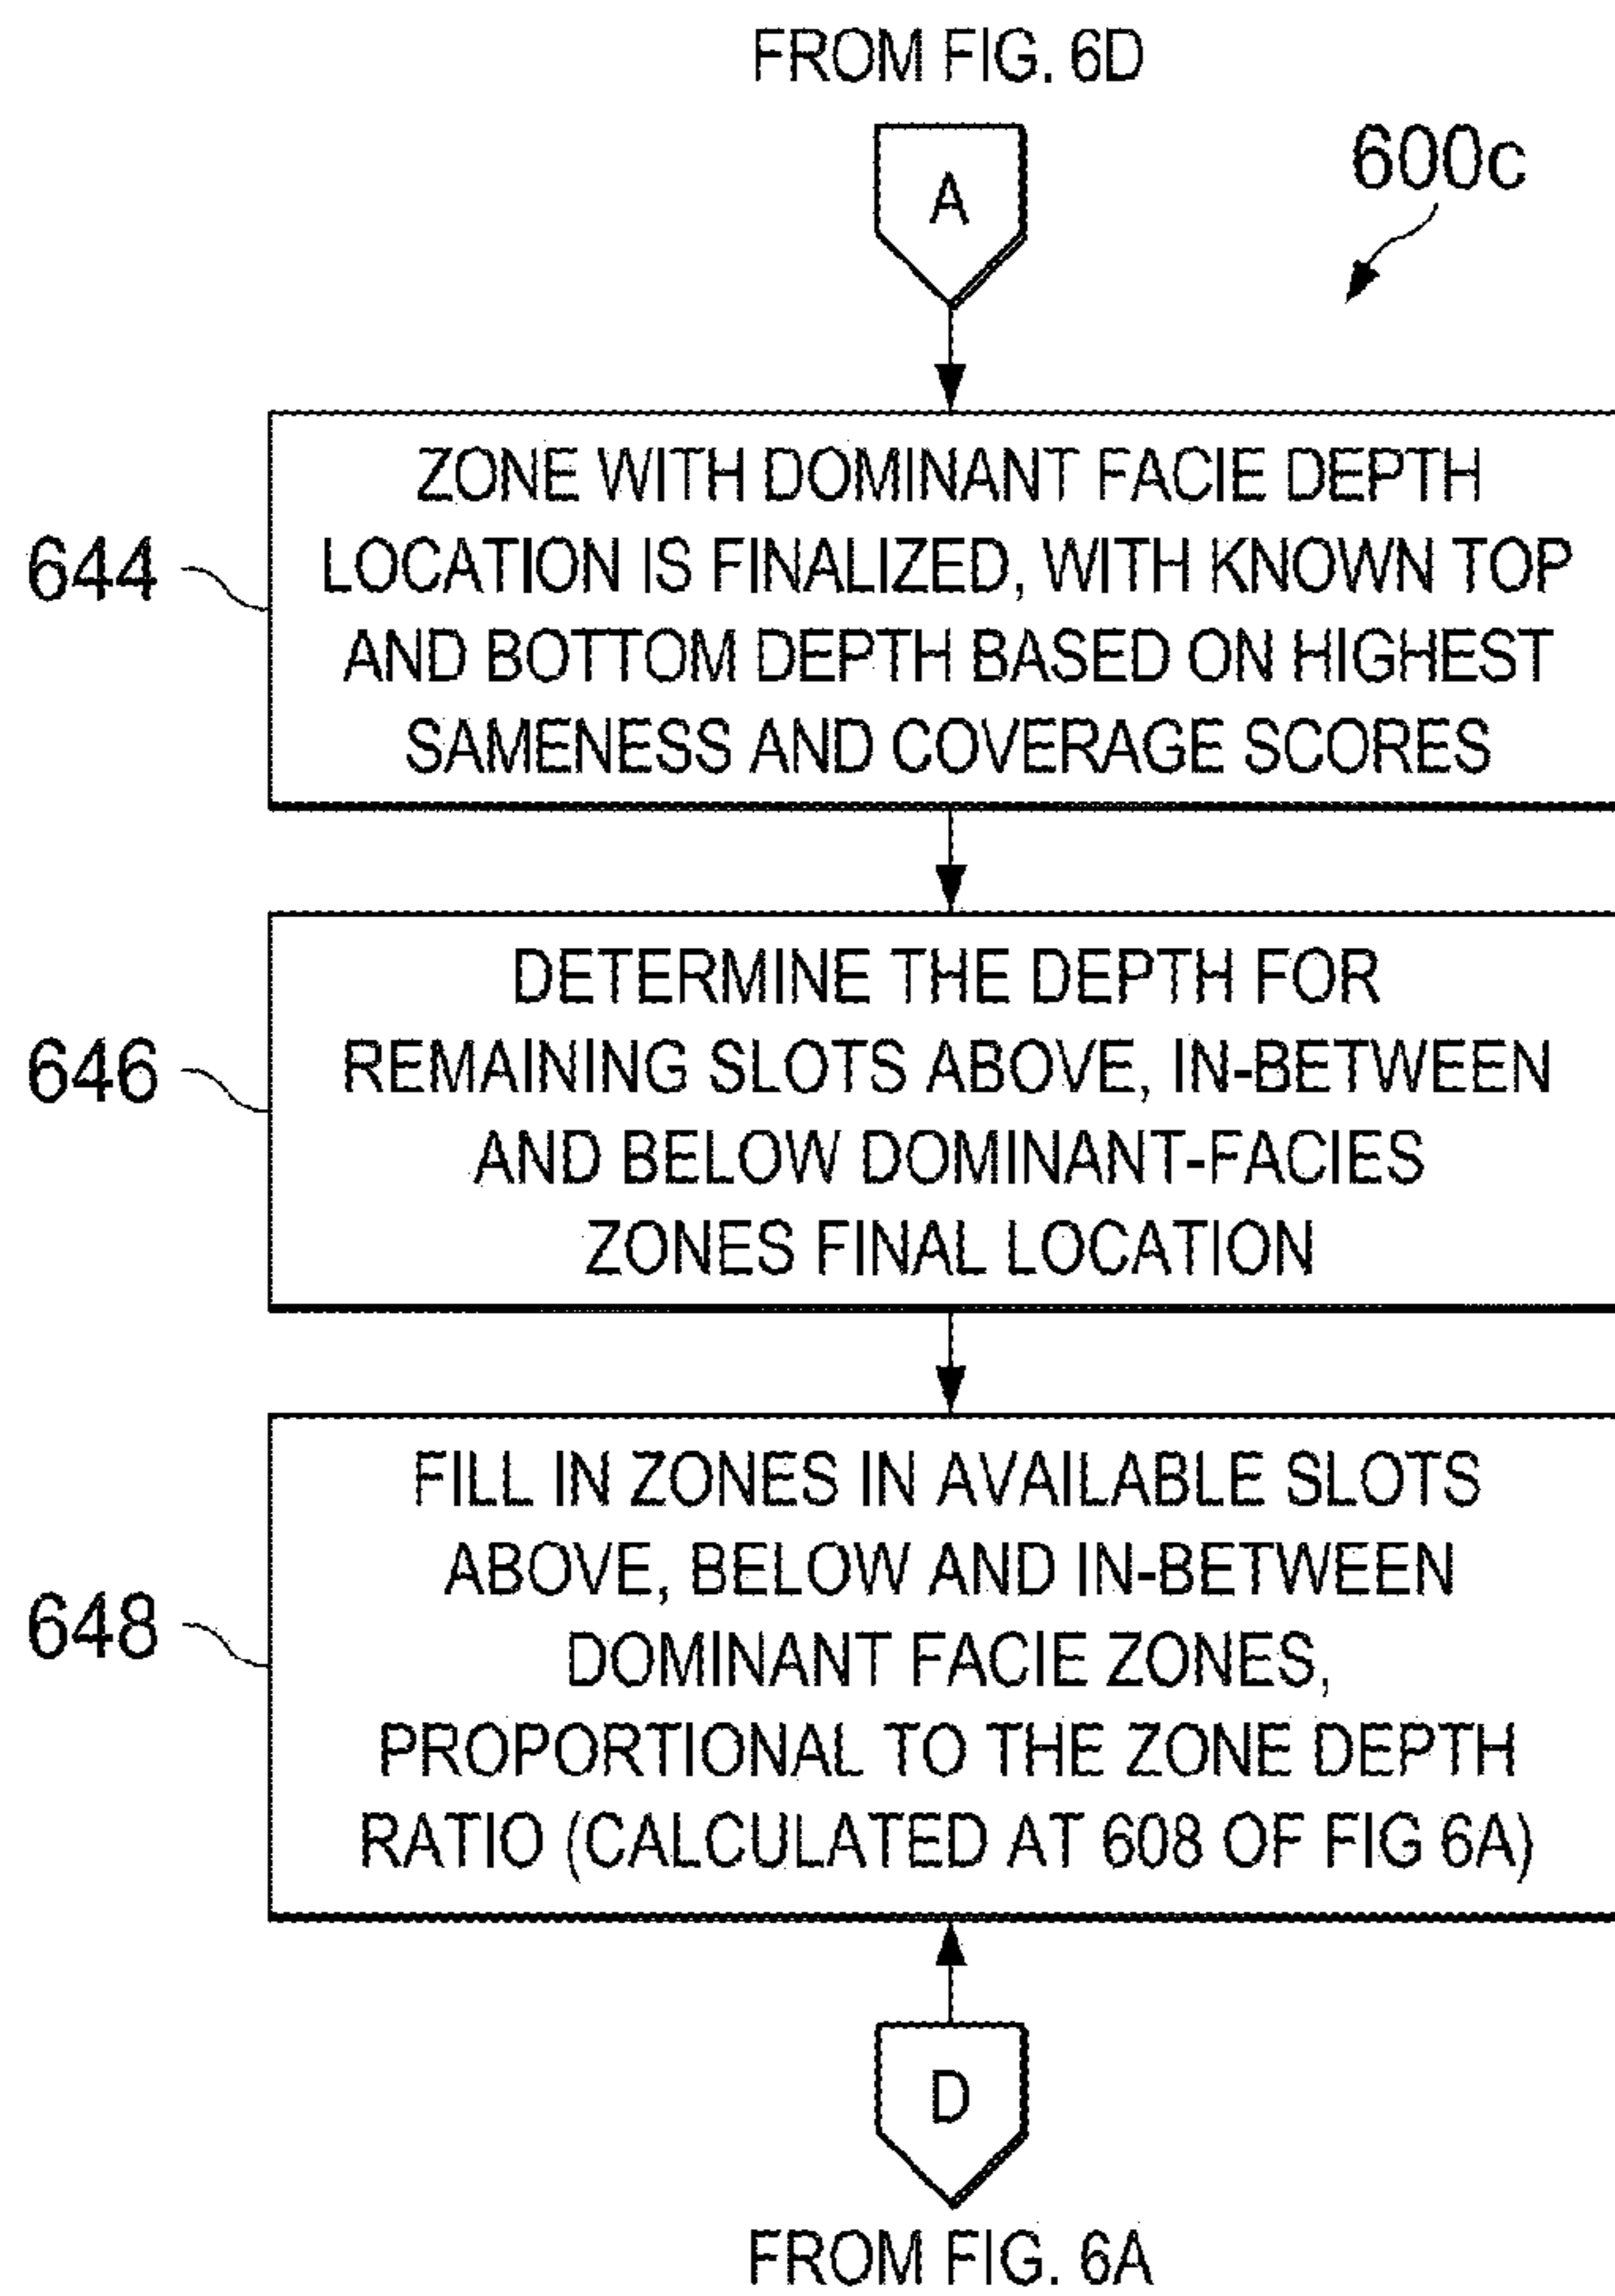 FROM FIG. 6D
A
600c
ZONE WITH DOMINANT FACIE DEPTH
LOCATION IS FINALIZED, WITH KNOWN TOP
AND BOTTOM DEPTH BASED ON HIGHEST
SAMENESS AND COVERAGE SCORES
644
DETERMINE THE DEPTH FOR
REMAINING SLOTS ABOVE, IN-BETWEEN
AND BELOW DOMINANT-FACIES
ZONES FINAL LOCATION
646
FILL IN ZONES IN AVAILABLE SLOTS
ABOVE, BELOW AND IN-BETWEEN
DOMINANT FACIE ZONES,
PROPORTIONAL TO THE ZONE DEPTH
RATIO (CALCULATED AT 608 OF FIG 6A)
648
D
FROM FIG. 6A